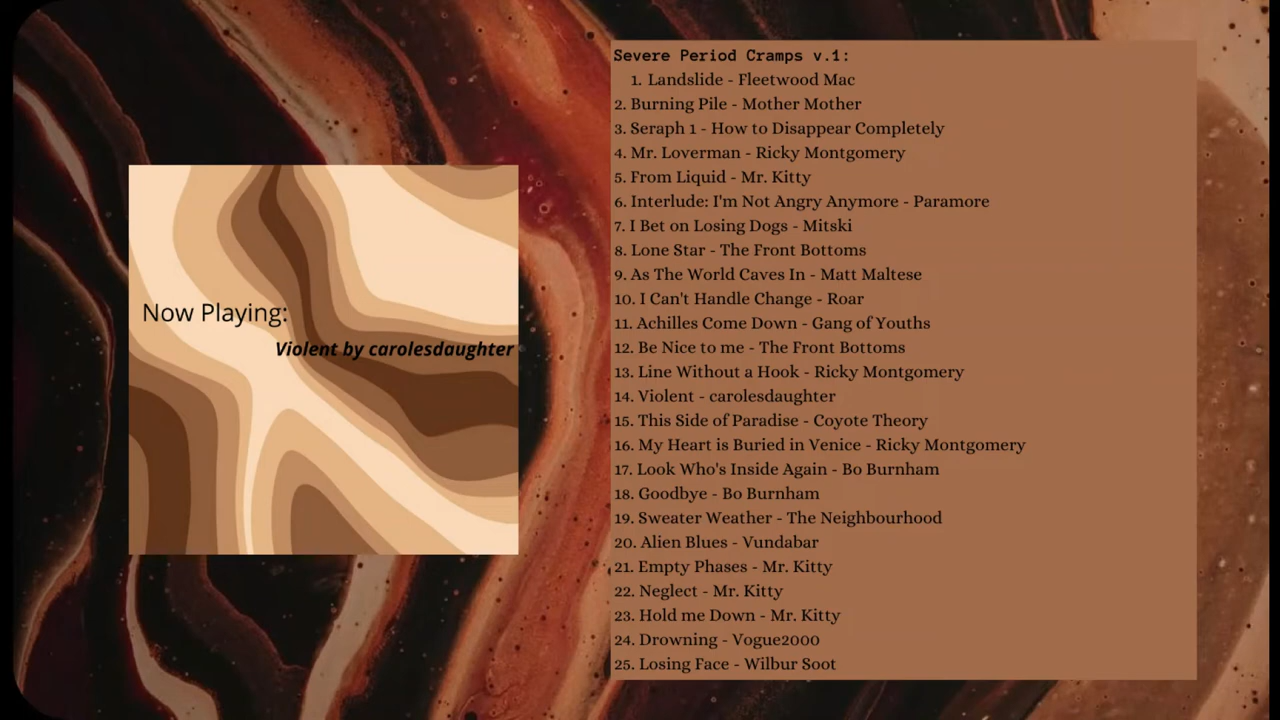 Severe Period Cramps v.1:
1. Landslide - Fleetwood Mac
2. Burning Pile - Mother Mother
3. Seraph 1 - How to Disappear Completely
4. Mr. Loverman - Ricky Montgomery
5. From Liquid - Mr. Kitty
6. Interlude: I'm Not Angry Anymore - Paramore
7. I Bet on Losing Dogs - Mitski
8. Lone Star - The Front Bottoms
9. As The World Caves In - Matt Maltese
10. I Can't Handle Change - Roar
11. Achilles Come Down - Gang of Youths
12. Be Nice to me - The Front Bottoms
13. Line Without a Hook - Ricky Montgomery
14. Violent - carolesdaughter
15. This Side of Paradise - Coyote Theory
16. My Heart is Buried in Venice - Ricky Montgomery
17. Look Who's Inside Again - Bo Burnham
18. Goodbye - Bo Burnham
19. Sweater Weather - The Neighbourhood
20. Alien Blues - Vundabar
21. Empty Phases - Mr. Kitty
22. Neglect - Mr. Kitty
23. Hold me Down - Mr. Kitty
24. Drowning - Vogue2000
25. Losing Face - Wilbur Soot
Now Playing:
Violent by carolesdaughter